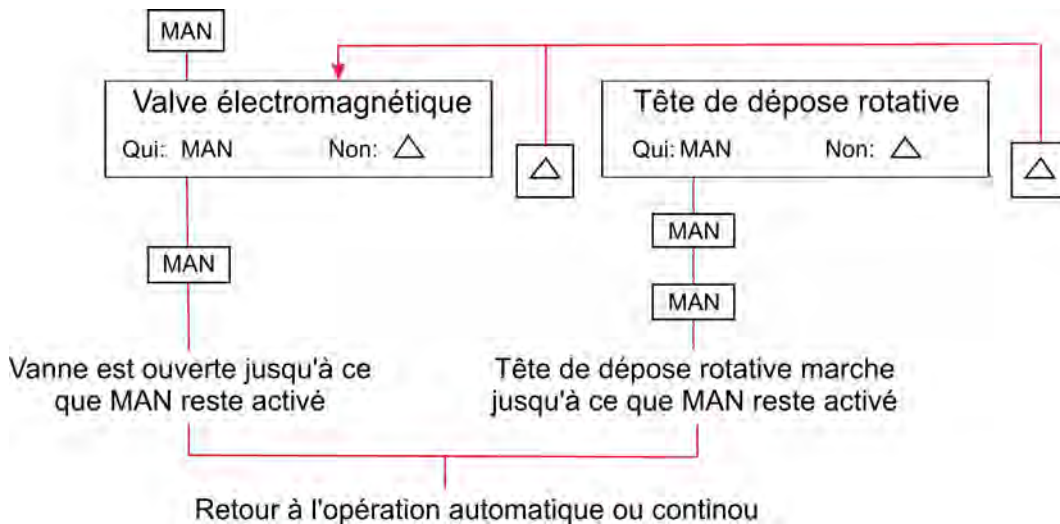 MAN
Valve électromagnétique
Qui: MAN Non: △
△
Tête de dépose rotative
Qui: MAN Non: △
△
MAN
MAN
MAN
Vanne est ouverte jusqu'à ce
que MAN reste activé
Tête de dépose rotative marche
jusqu'à ce que MAN reste activé
Retour à l'opération automatique ou continou